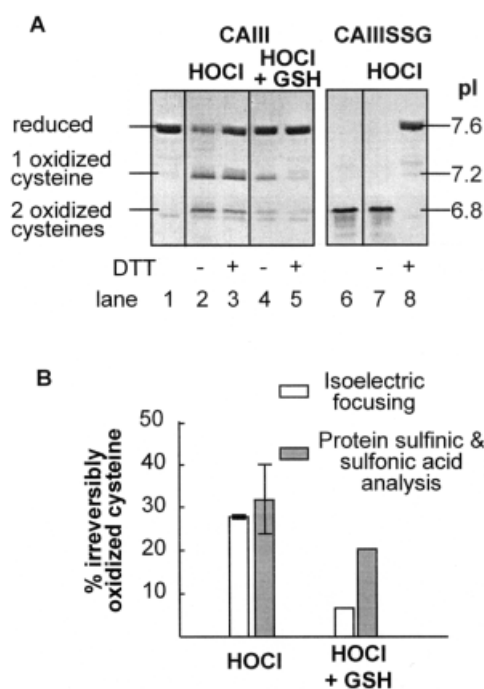 A
CAIII
CAIIISSG
HOCl
HOCl
+ GSH
HOCl
pI
reduced
7.6
1 oxidized
cysteine
7.2
2 oxidized
cysteines
6.8
DTT - + - + - +
lane 1 2 3 4 5 6 7 8
B
% irreversibly
oxidized cysteine
50
40
30
20
10
Isoelectric
focusing
Protein sulfinic &
sulfonic acid
analysis
HOCl
HOCl
+ GSH